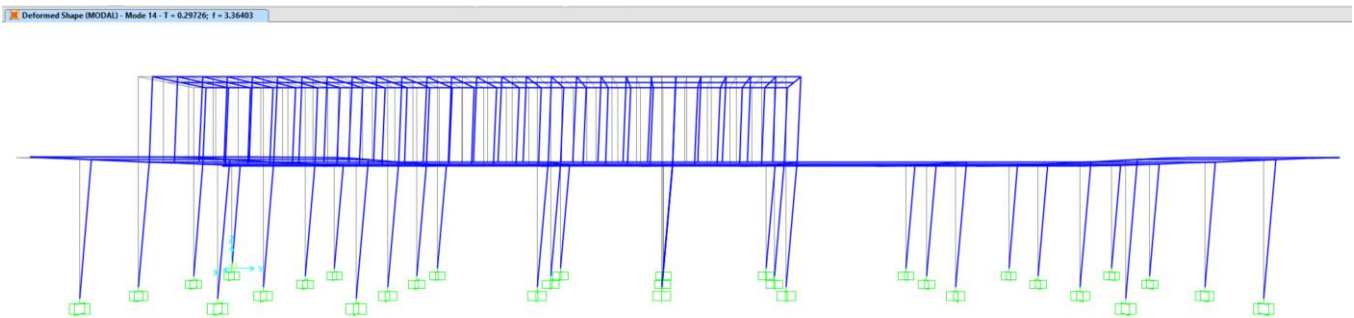 Deformed Shape (MODAL) - Mode 14 - T = 0.29726; f = 3.36403
Z
Y